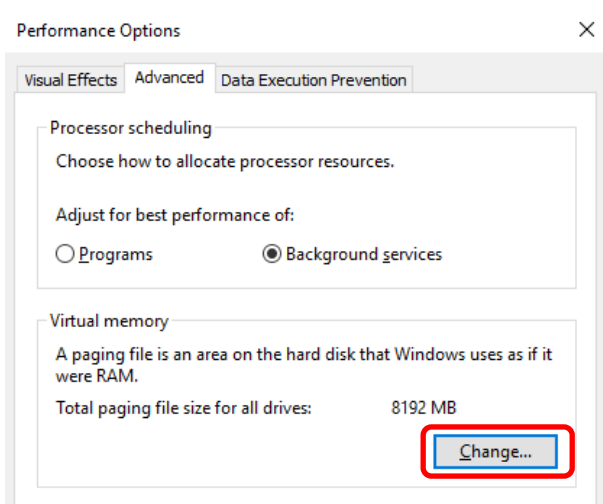 Performance Options
Visual Effects Advanced Data Execution Prevention
Processor scheduling
Choose how to allocate processor resources.
Adjust for best performance of:
Programs Background services
Virtual memory
A paging file is an area on the hard disk that Windows uses as if it
were RAM.
Total paging file size for all drives: 8192 MB
Change...